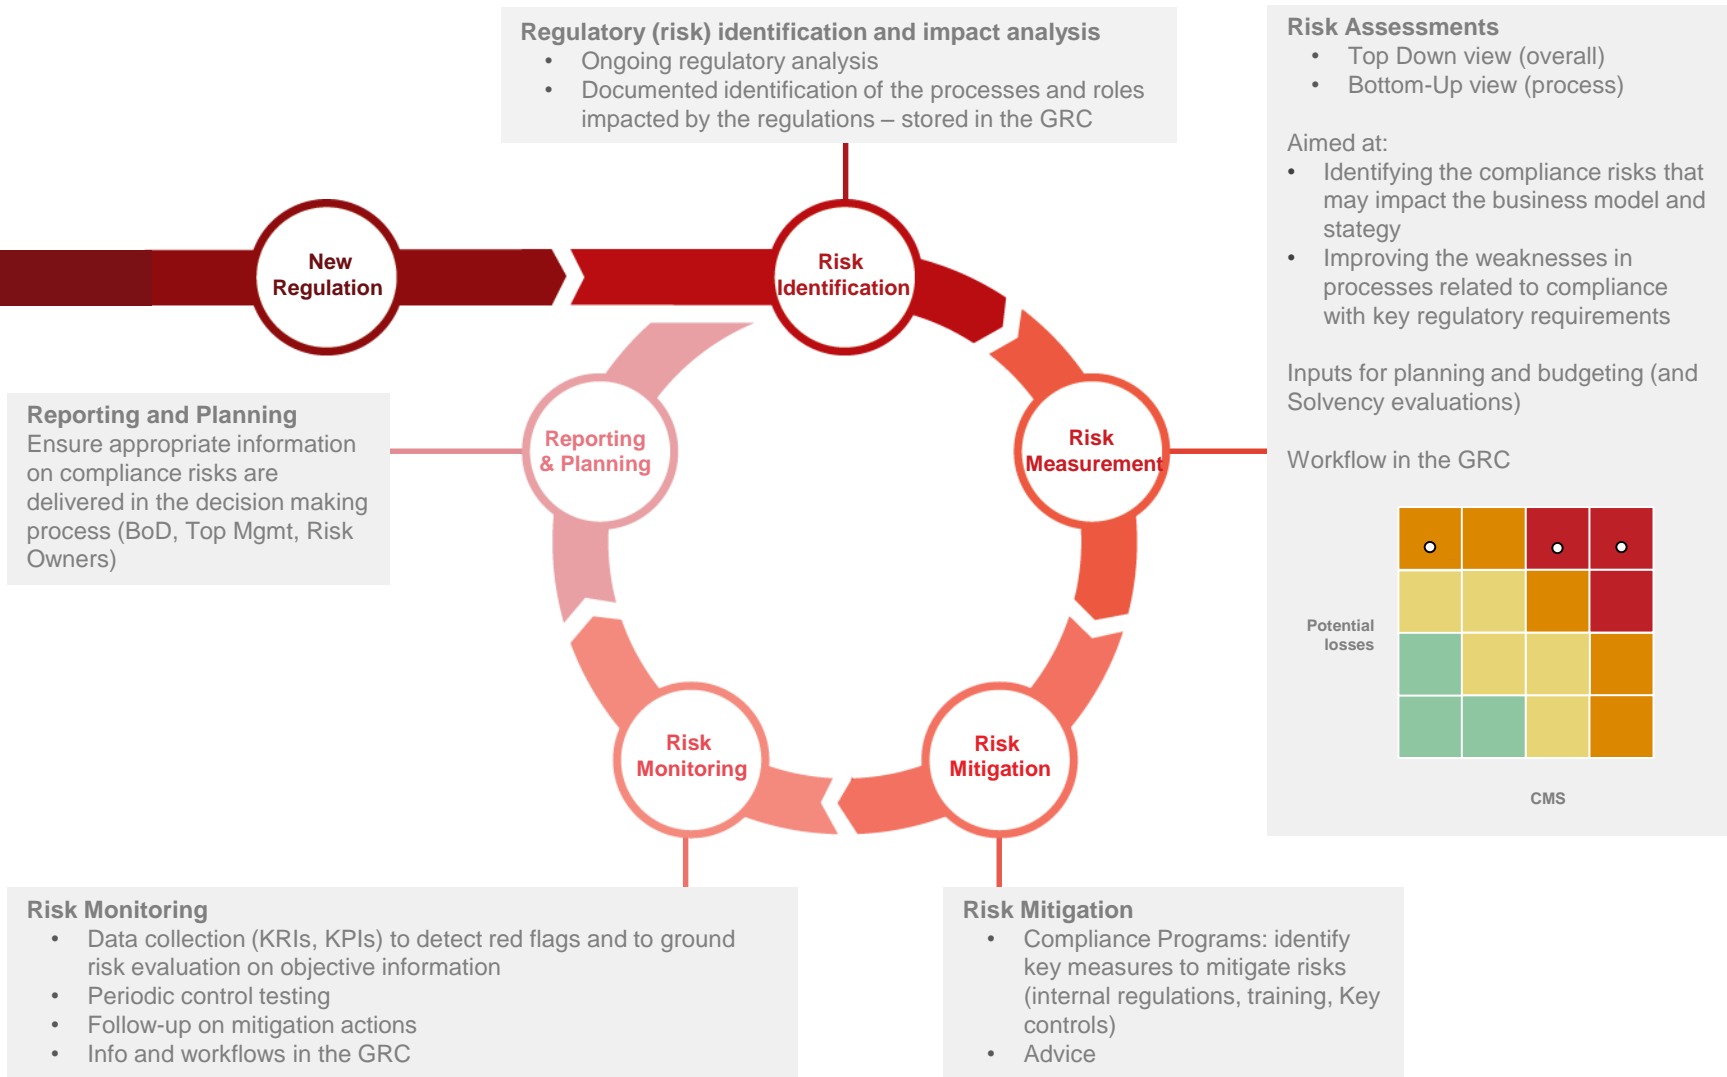 Regulatory (risk) identification and impact analysis
• Ongoing regulatory analysis
• Documented identification of the processes and roles
impacted by the regulations – stored in the GRC
Risk Assessments
• Top Down view (overall)
• Bottom-Up view (process)
Aimed at:
• Identifying the compliance risks that
may impact the business model and
stategy
• Improving the weaknesses in
processes related to compliance
with key regulatory requirements
Inputs for planning and budgeting (and
Solvency evaluations)
Workflow in the GRC
Potential
losses
CMS
New
Regulation
Risk
Identification
Risk
Measurement
Risk
Mitigation
Risk
Monitoring
Reporting
& Planning
Reporting and Planning
Ensure appropriate information
on compliance risks are
delivered in the decision making
process (BoD, Top Mgmt, Risk
Owners)
Risk Monitoring
• Data collection (KRIs, KPIs) to detect red flags and to ground
risk evaluation on objective information
• Periodic control testing
• Follow-up on mitigation actions
• Info and workflows in the GRC
Risk Mitigation
• Compliance Programs: identify
key measures to mitigate risks
(internal regulations, training, Key
controls)
• Advice